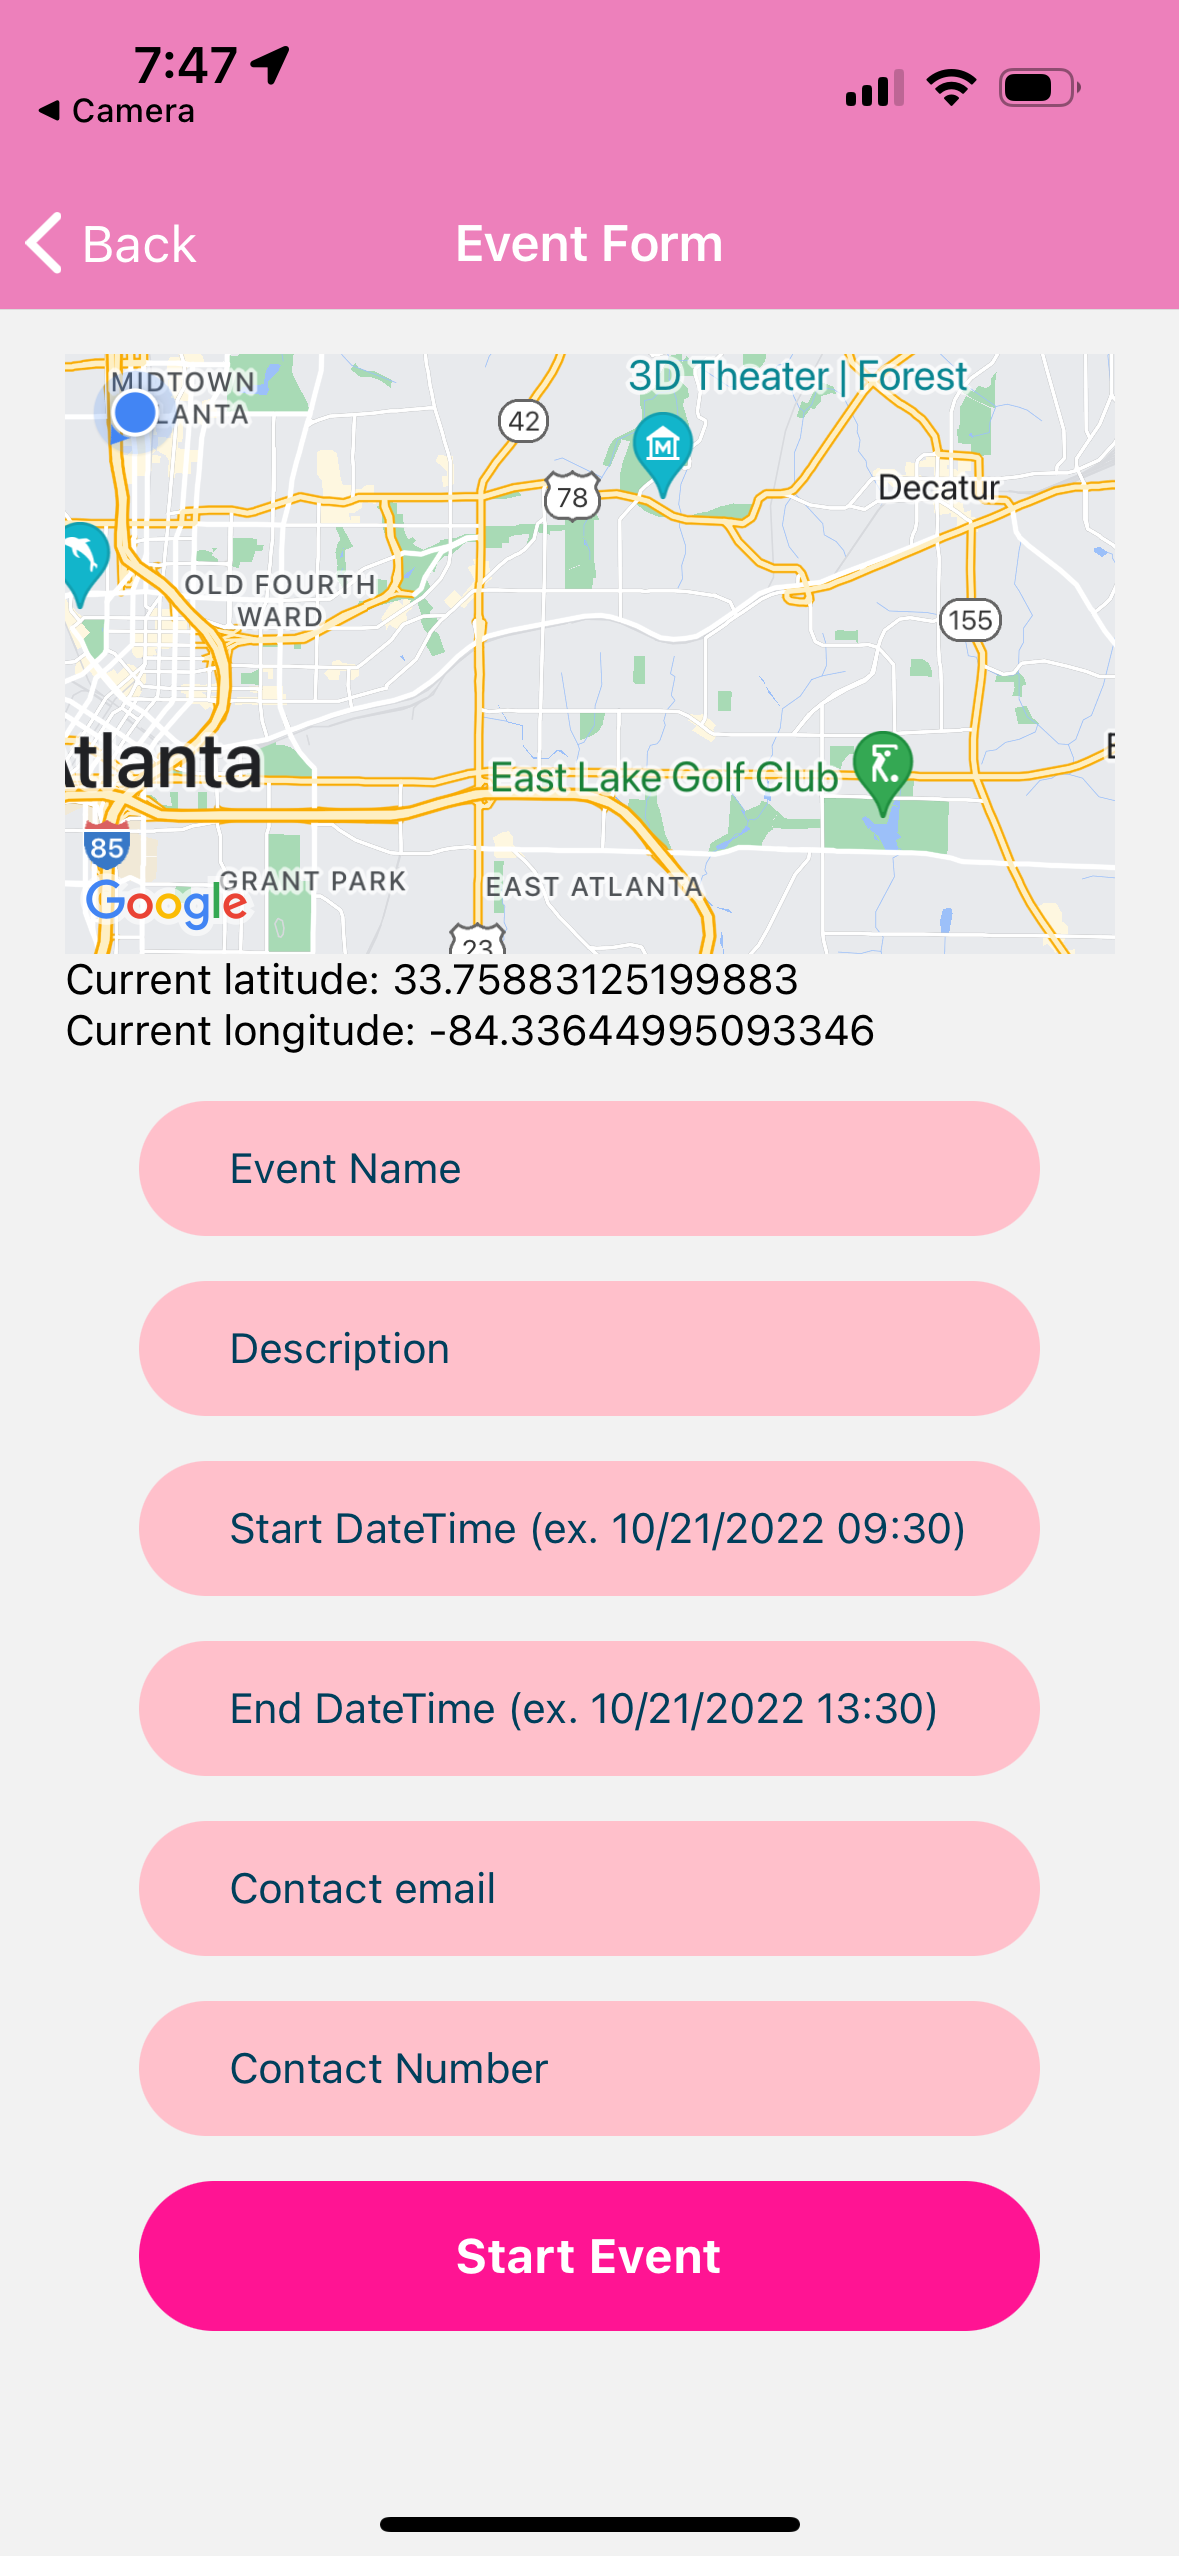 7:47
Camera
Back
Event Form
3D Theater | Forest
MIDTOWN
42
78
Decatur
OLD FOURTH
WARD
155
tlanta
East Lake Golf Club
85
GRANT PARK
EAST ATLANTA
Google
23
Current latitude: 33.75883125199883
Current longitude: -84.33644995093346
Event Name
Description
Start DateTime (ex. 10/21/2022 09:30)
End DateTime (ex. 10/21/2022 13:30)
Contact email
Contact Number
Start Event